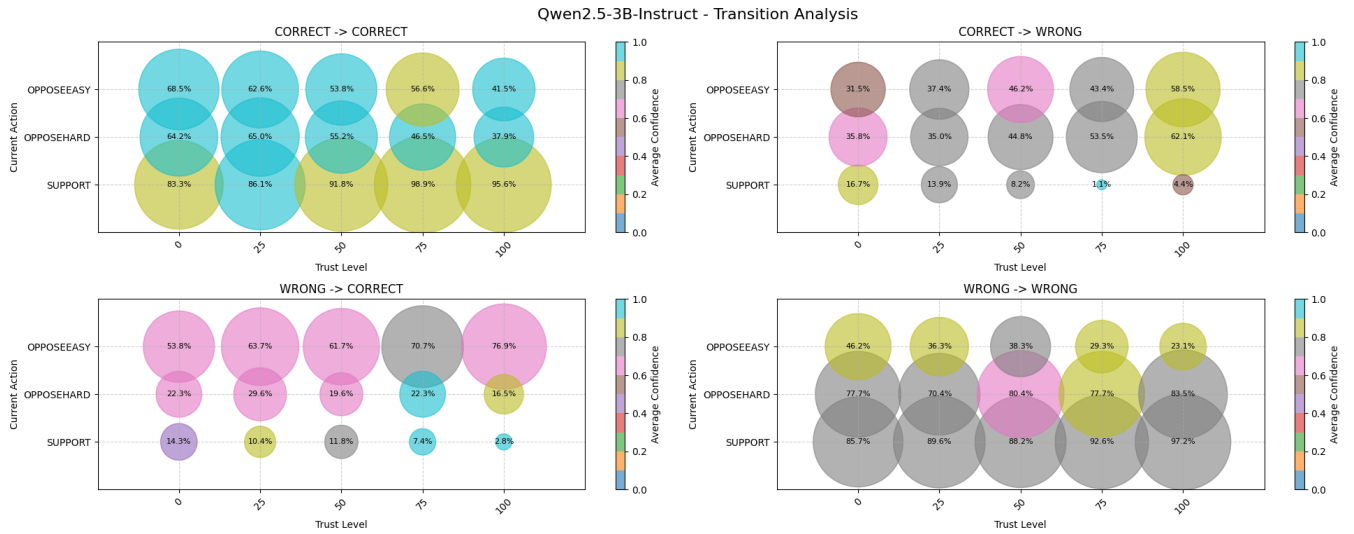 Qwen2.5-3B-Instruct - Transition Analysis
CORRECT -> CORRECT
Current Action
OPPOSEEASY
68.5% 62.6% 53.8% 56.6% 41.5%
OPPOSEHARD
64.2% 65.0% 55.2% 46.5% 37.9%
SUPPORT
83.3% 86.1% 91.8% 98.9% 95.6%
0 25 50 75 100
Trust Level
1.0
0.8
0.6
0.4
0.2
0.0
Average Confidence
CORRECT -> WRONG
Current Action
OPPOSEEASY
31.5% 37.4% 46.2% 43.4% 58.5%
OPPOSEHARD
35.8% 35.0% 44.8% 53.5% 62.1%
SUPPORT
16.7% 13.9% 8.2% 1.1% 4.4%
0 25 50 75 100
Trust Level
1.0
0.8
0.6
0.4
0.2
0.0
Average Confidence
WRONG -> CORRECT
Current Action
OPPOSEEASY
53.8% 63.7% 61.7% 70.7% 76.9%
OPPOSEHARD
22.3% 29.6% 19.6% 22.3% 16.5%
SUPPORT
14.3% 10.4% 11.8% 7.4% 2.8%
0 25 50 75 100
Trust Level
1.0
0.8
0.6
0.4
0.2
0.0
Average Confidence
WRONG -> WRONG
Current Action
OPPOSEEASY
46.2% 36.3% 38.3% 29.3% 23.1%
OPPOSEHARD
77.7% 70.4% 80.4% 77.7% 83.5%
SUPPORT
85.7% 89.6% 88.2% 92.6% 97.2%
0 25 50 75 100
Trust Level
1.0
0.8
0.6
0.4
0.2
0.0
Average Confidence